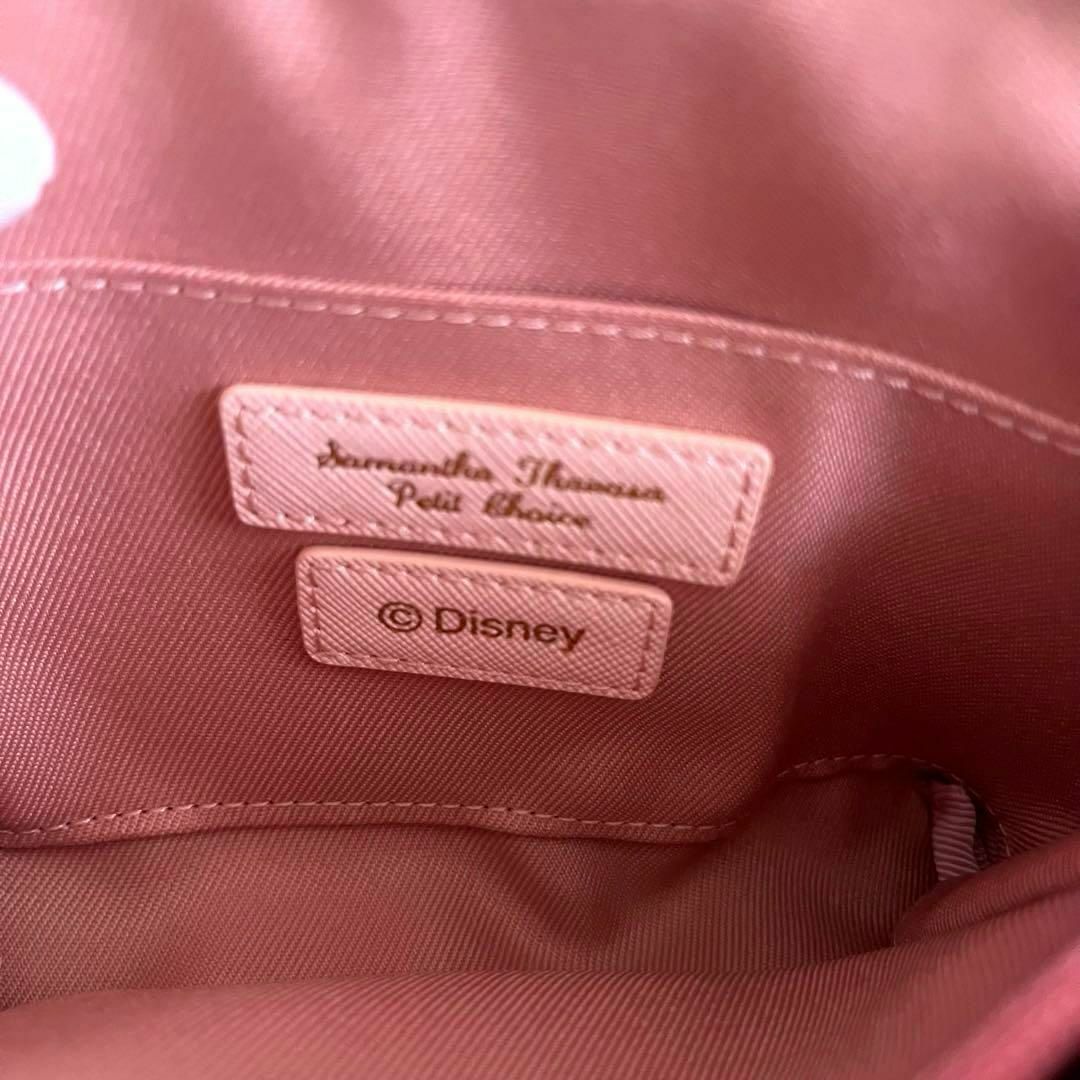 Samantha Thavasa
Petit Choice
© Disney